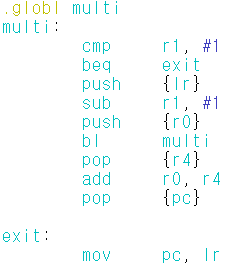 .globl multi
multi:
cmp r1, #1
beq exit
push {lr}
sub r1, #1
push {r0}
bl multi
pop {r4}
add r0, r4
pop {pc}
exit:
mov pc, lr